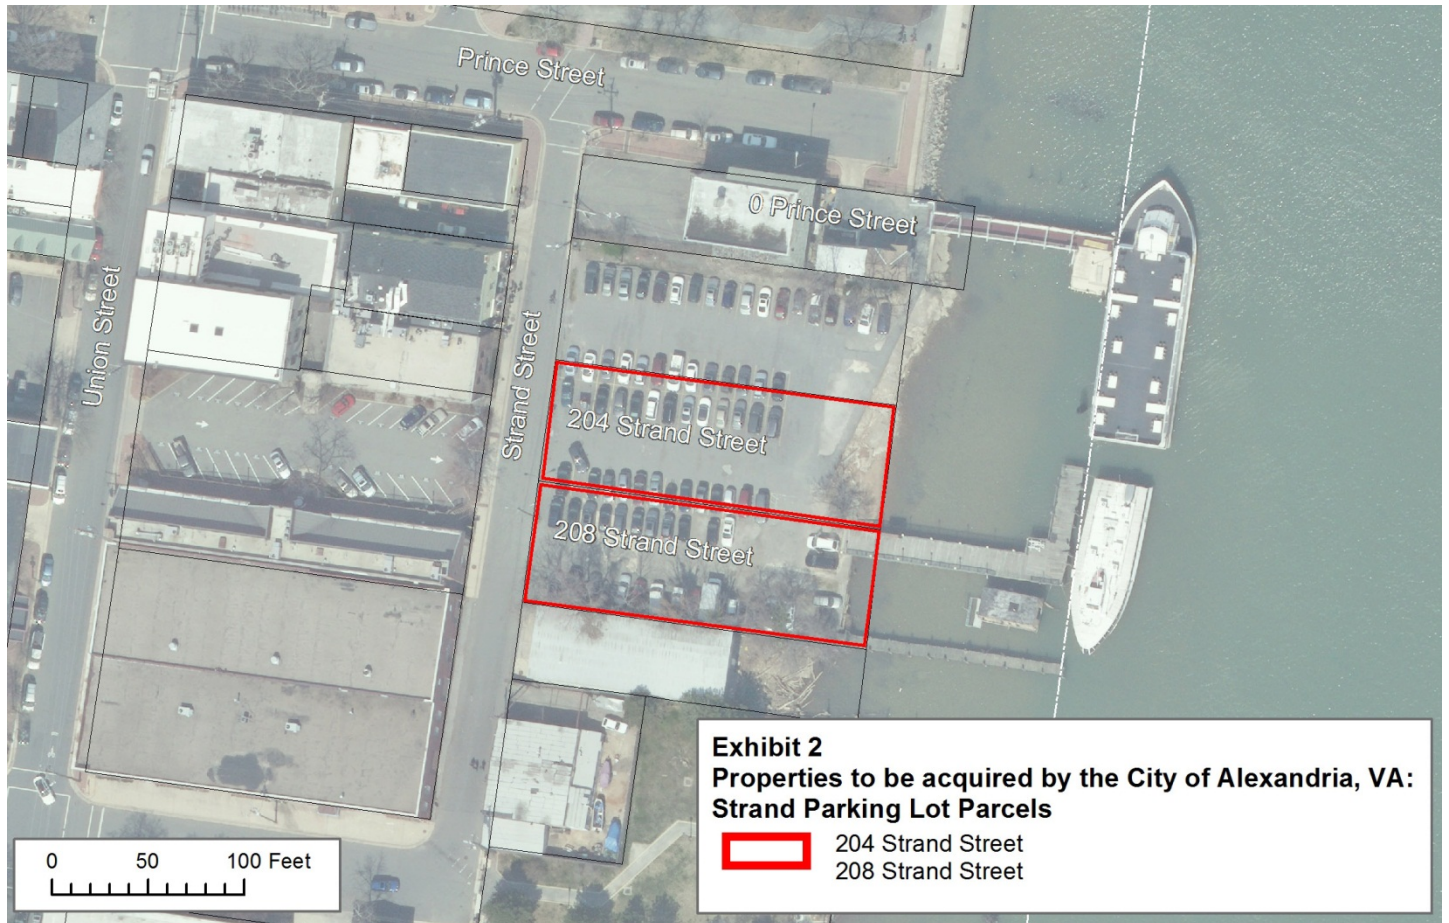 Prince Street
0 Prince Street
Union Street
Strand Street
204 Strand Street
208 Strand Street
Exhibit 2
Properties to be acquired by the City of Alexandria, VA:
Strand Parking Lot Parcels
204 Strand Street
208 Strand Street
0 50 100 Feet